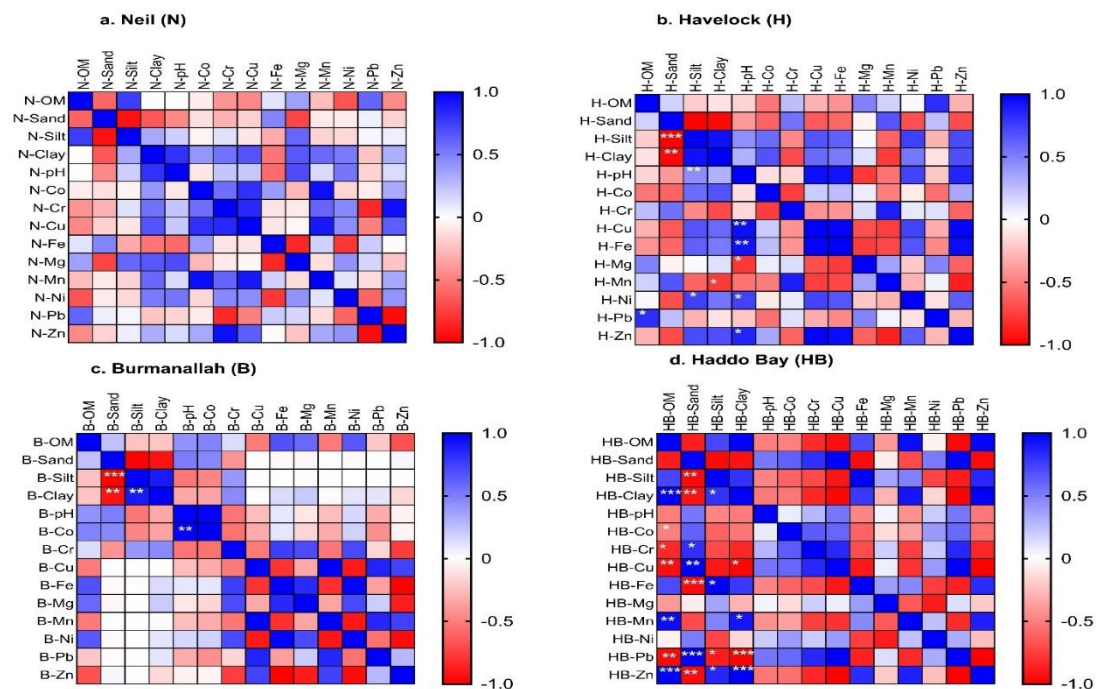 a. Neil (N)
N-OM N-Sand N-Silt N-Clay N-pH N-Co N-Cr N-Cu N-Fe N-Mg N-Mn N-Ni N-Pb N-Zn
N-OM
N-Sand
N-Silt
N-Clay
N-pH
N-Co
N-Cr
N-Cu
N-Fe
N-Mg
N-Mn
N-Ni
N-Pb
N-Zn
1.0
0.5
0
-0.5
-1.0
b. Havelock (H)
H-OM H-Sand H-Silt H-Clay H-pH H-Co H-Cr H-Cu H-Fe H-Mg H-Mn H-Ni H-Pb H-Zn
H-OM
H-Sand
H-Silt ***
H-Clay **
H-pH **
H-Co
H-Cr
H-Cu **
H-Fe **
H-Mg *
H-Mn *
H-Ni * *
H-Pb *
H-Zn *
1.0
0.5
0
-0.5
-1.0
c. Burmanallah (B)
B-OM B-Sand B-Silt B-Clay B-pH B-Co B-Cr B-Cu B-Fe B-Mg B-Mn B-Ni B-Pb B-Zn
B-OM
B-Sand
B-Silt ***
B-Clay ** **
B-pH
B-Co **
B-Cr
B-Cu
B-Fe
B-Mg
B-Mn
B-Ni
B-Pb
B-Zn
1.0
0.5
0
-0.5
-1.0
d. Haddo Bay (HB)
HB-OM HB-Sand HB-Silt HB-Clay HB-pH HB-Co HB-Cr HB-Cu HB-Fe HB-Mg HB-Mn HB-Ni HB-Pb HB-Zn
HB-OM
HB-Sand
HB-Silt **
HB-Clay *** ** *
HB-pH
HB-Co *
HB-Cr * *
HB-Cu ** ** *
HB-Fe *** *
HB-Mg
HB-Mn ** *
HB-Ni
HB-Pb ** *** * ***
HB-Zn *** ** * ***
1.0
0.5
0
-0.5
-1.0